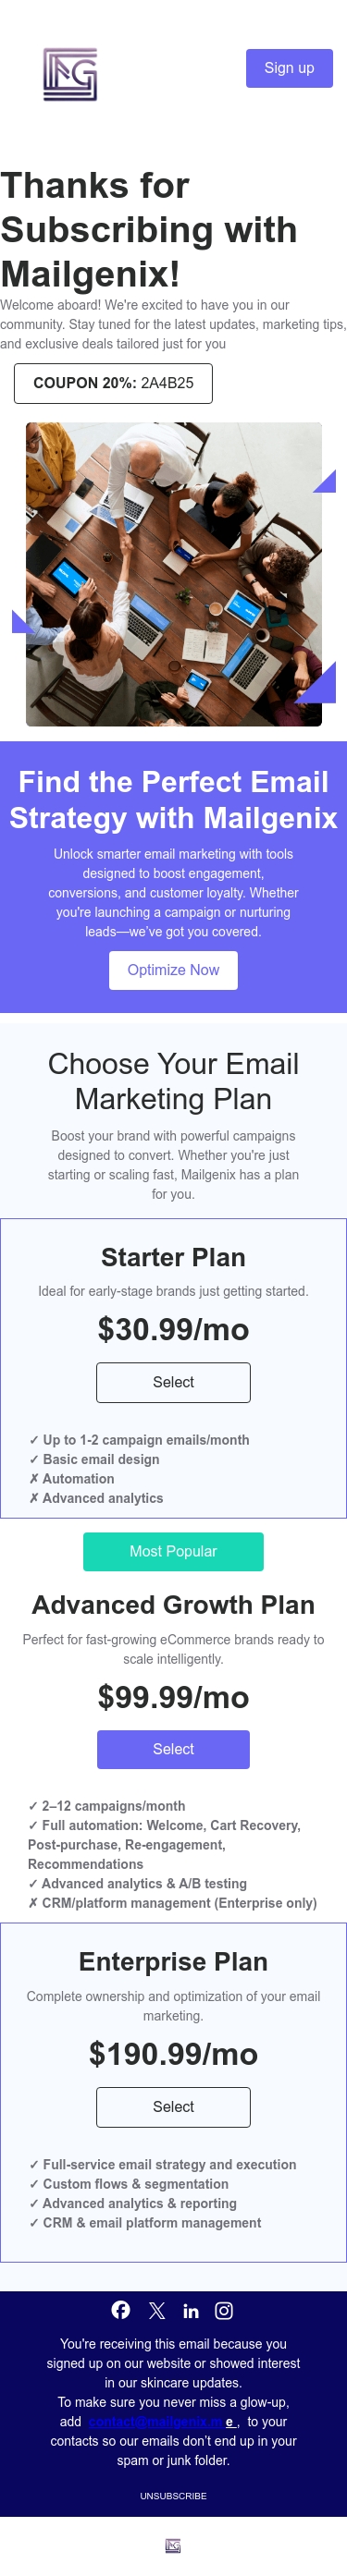 Sign up
Thanks for
Subscribing with
Mailgenix!
Welcome aboard! We're excited to have you in our
community. Stay tuned for the latest updates, marketing tips,
and exclusive deals tailored just for you
COUPON 20%: 2A4B25
Find the Perfect Email
Strategy with Mailgenix
Unlock smarter email marketing with tools
designed to boost engagement,
conversions, and customer loyalty. Whether
you're launching a campaign or nurturing
leads—we've got you covered.
Optimize Now
Choose Your Email
Marketing Plan
Boost your brand with powerful campaigns
designed to convert. Whether you're just
starting or scaling fast, Mailgenix has a plan
for you.
Starter Plan
Ideal for early-stage brands just getting started.
$30.99/mo
Select
✓ Up to 1-2 campaign emails/month
✓ Basic email design
✗ Automation
✗ Advanced analytics
Most Popular
Advanced Growth Plan
Perfect for fast-growing eCommerce brands ready to
scale intelligently.
$99.99/mo
Select
✓ 2–12 campaigns/month
✓ Full automation: Welcome, Cart Recovery,
Post-purchase, Re-engagement,
Recommendations
✓ Advanced analytics & A/B testing
✗ CRM/platform management (Enterprise only)
Enterprise Plan
Complete ownership and optimization of your email
marketing.
$190.99/mo
Select
✓ Full-service email strategy and execution
✓ Custom flows & segmentation
✓ Advanced analytics & reporting
✓ CRM & email platform management
You're receiving this email because you
signed up on our website or showed interest
in our skincare updates.
To make sure you never miss a glow-up,
add contact@mailgenix.m e , to your
contacts so our emails don't end up in your
spam or junk folder.
UNSUBSCRIBE